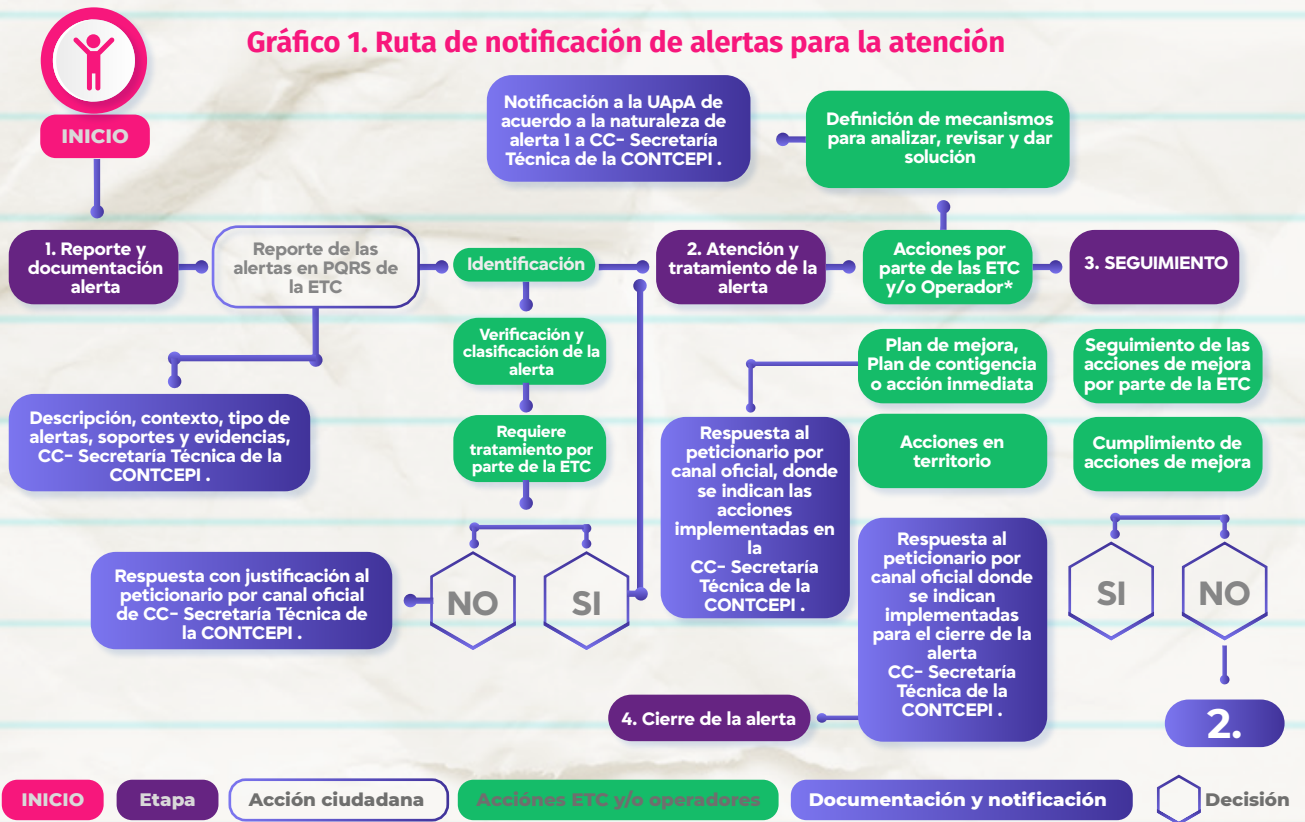 Gráfico 1. Ruta de notificación de alertas para la atención
INICIO
Notificación a la UApA de
acuerdo a la naturaleza de
alerta 1 a CC- Secretaría
Técnica de la CONTCEPI .
Definición de mecanismos
para analizar, revisar y dar
solución
1. Reporte y
documentación
alerta
Reporte de las
alertas en PQRS de
la ETC
Identificación
2. Atención y
tratamiento de la
alerta
Acciones por
parte de las ETC
y/o Operador*
3. SEGUIMIENTO
Descripción, contexto, tipo de
alertas, soportes y evidencias,
CC- Secretaría Técnica de la
CONTCEPI .
Verificación y
clasificación de la
alerta
Requiere
tratamiento por
parte de la ETC
NO
SI
Respuesta con justificación al
peticionario por canal oficial
de CC- Secretaría Técnica de
la CONTCEPI .
Plan de mejora,
Plan de contigencia
o acción inmediata
Acciones en
territorio
Respuesta al
peticionario por
canal oficial, donde
se indican las
acciones
implementadas en
la
CC- Secretaría
Técnica de la
CONTCEPI .
Seguimiento de las
acciones de mejora
por parte de la ETC
Cumplimiento de
acciones de mejora
SI
NO
2.
Respuesta al
peticionario por
canal oficial donde
se indican
implementadas
para el cierre de la
alerta
CC- Secretaría
Técnica de la
CONTCEPI .
4. Cierre de la alerta
INICIO
Etapa
Acción ciudadana
Acciónes ETC y/o operadores
Documentación y notificación
Decisión